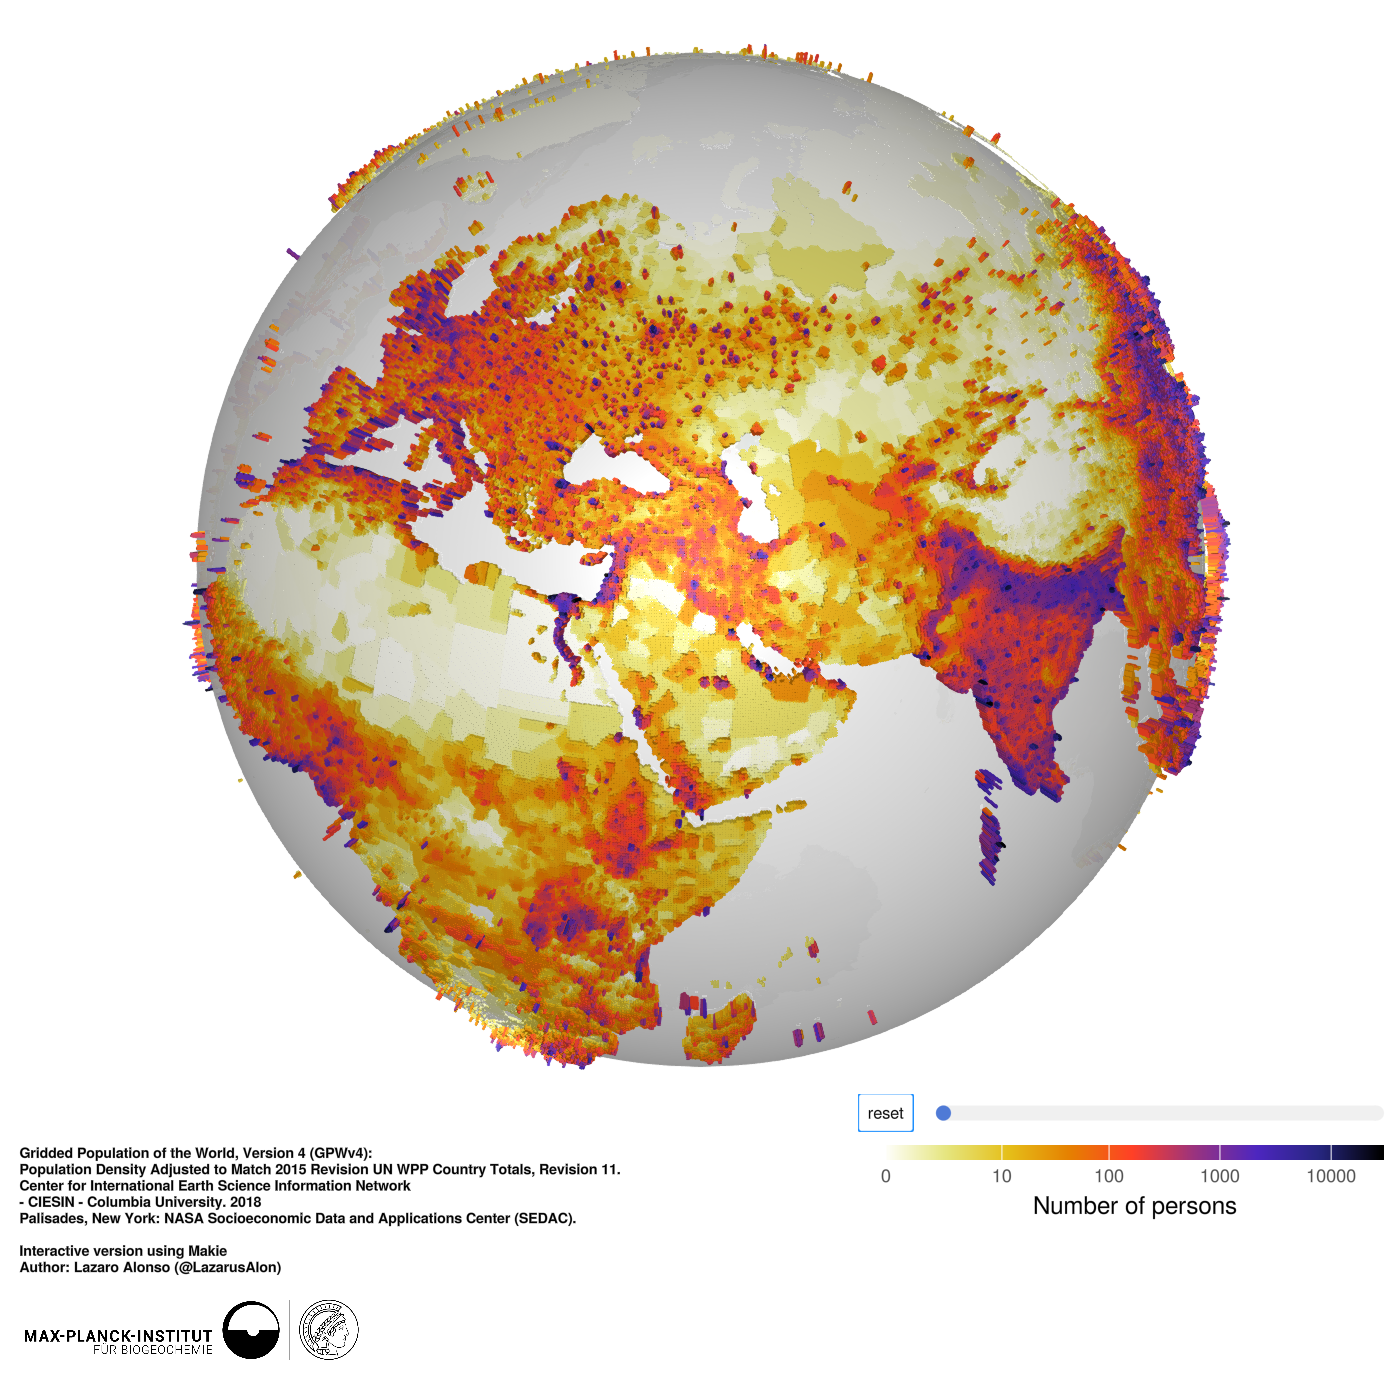 reset
0 10 100 1000 10000
Number of persons
Gridded Population of the World, Version 4 (GPWv4):
Population Density Adjusted to Match 2015 Revision UN WPP Country Totals, Revision 11.
Center for International Earth Science Information Network
- CIESIN - Columbia University. 2018
Palisades, New York: NASA Socioeconomic Data and Applications Center (SEDAC).
Interactive version using Makie
Author: Lazaro Alonso (@LazarusAlon)
MAX-PLANCK-INSTITUT
FÜR BIOGEOCHEMIE